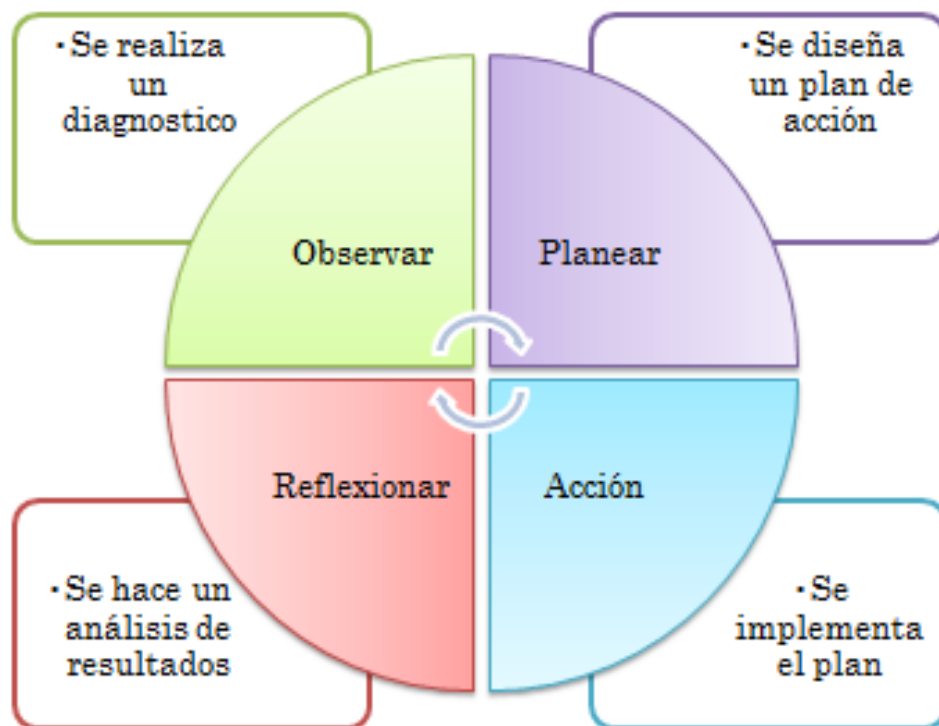 ·Se realiza
un
diagnostico
·Se diseña
un plan de
acción
Observar
Planear
Reflexionar
Acción
·Se hace un
análisis de
resultados
·Se
implementa
el plan